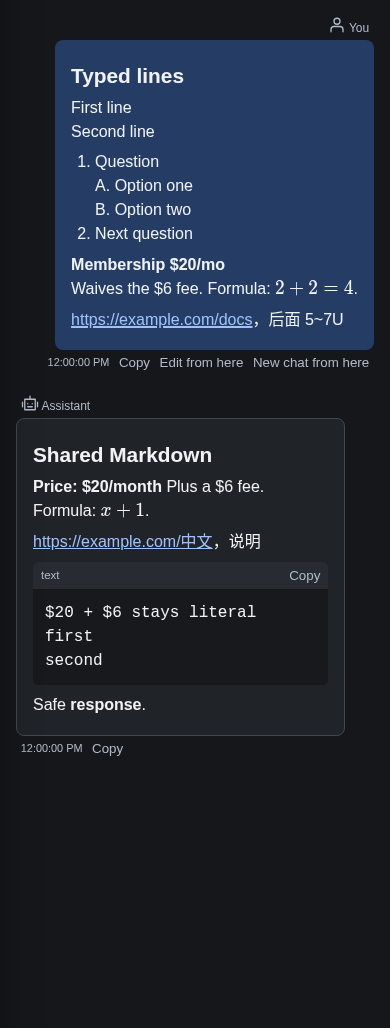 You
Typed lines
First line
Second line
1. Question
A. Option one
B. Option two
2. Next question
Membership $20/mo
Waives the $6 fee. Formula: 2 + 2 = 4.
https://example.com/docs，后面 5~7U
12:00:00 PM Copy Edit from here New chat from here
Assistant
Shared Markdown
Price: $20/month Plus a $6 fee.
Formula: x + 1.
https://example.com/中文，说明
text Copy
$20 + $6 stays literal
first
second
Safe response.
12:00:00 PM Copy